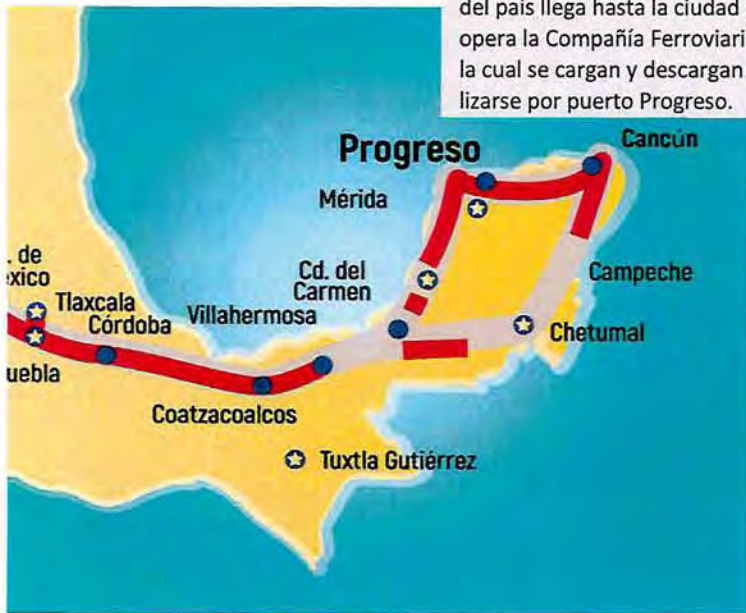 del país llega hasta la ciudad
opera la Compañía Ferroviari
la cual se cargan y descargan
lizarse por puerto Progreso.
Progreso
Cancún
Mérida
. de
éxico
Cd. del
Carmen
Campeche
Tlaxcala
Córdoba
Villahermosa
Chetumal
uebla
Coatzacoalcos
Tuxtla Gutiérrez